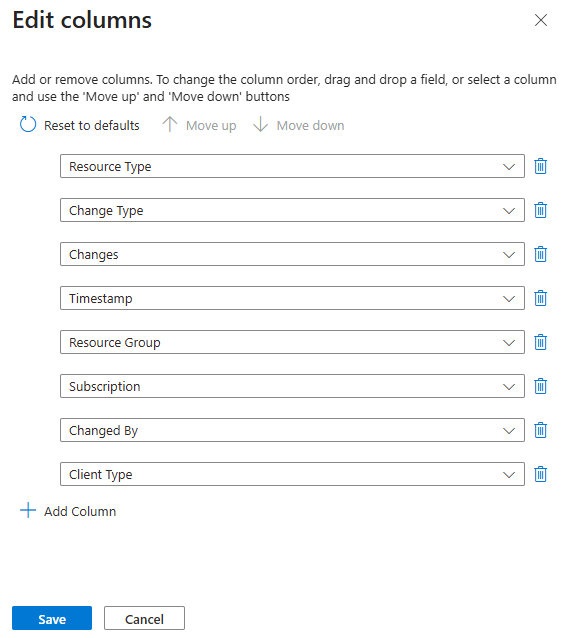 Edit columns
Add or remove columns. To change the column order, drag and drop a field, or select a column
and use the 'Move up' and 'Move down' buttons
Reset to defaults Move up Move down
Resource Type
Change Type
Changes
Timestamp
Resource Group
Subscription
Changed By
Client Type
Add Column
Save Cancel